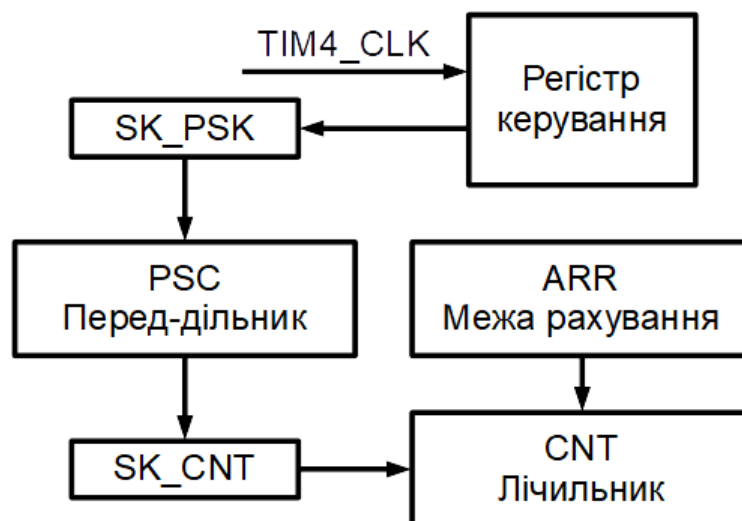 TIM4_CLK
Регістр
керування
SK_PSK
PSC
Перед-дільник
ARR
Межа рахування
SK_CNT
CNT
Лічильник